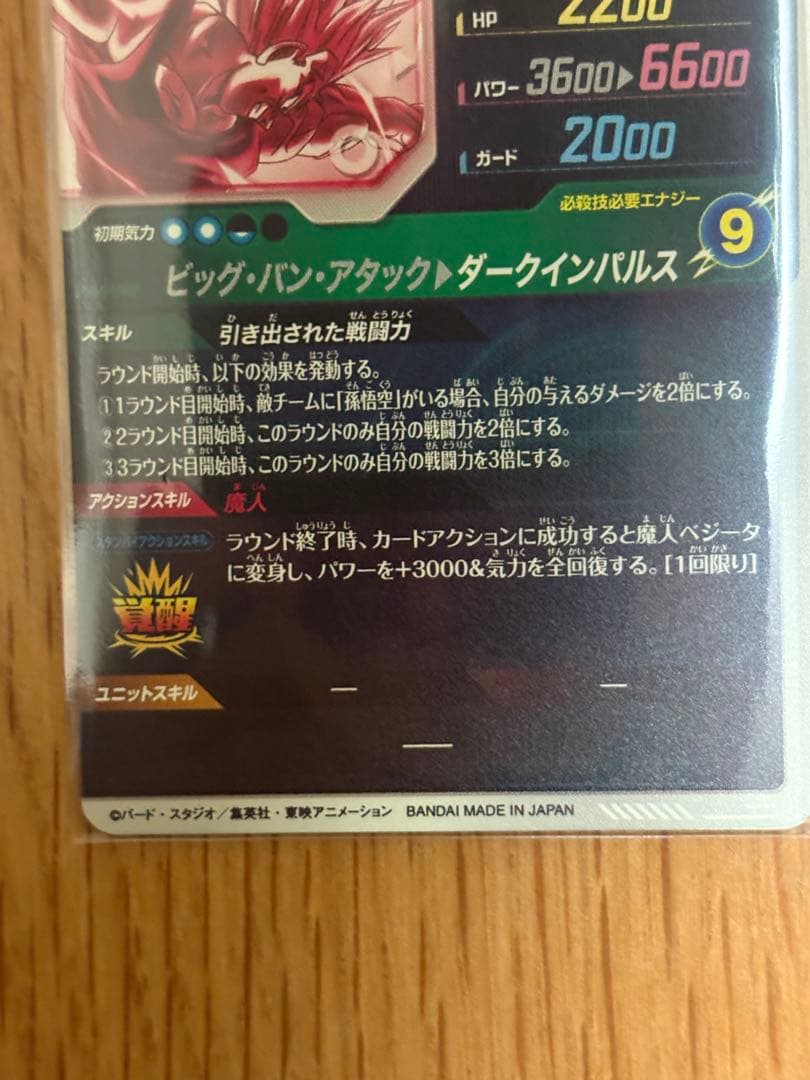 HP 2200
パワー 3600▶6600
ガード 2000
必殺技必要エナジー
初期気力
9
ビッグ・バン・アタック▶ダークインパルス
スキル 引き出された戦闘力
ラウンド開始時、以下の効果を発動する。
①1ラウンド目開始時、敵チームに「孫悟空」がいる場合、自分の与えるダメージを2倍にする。
②2ラウンド目開始時、このラウンドのみ自分の戦闘力を2倍にする。
③3ラウンド目開始時、このラウンドのみ自分の戦闘力を3倍にする。
アクションスキル 魔人
スタンバイアクションスキル
ラウンド終了時、カードアクションに成功すると魔人ベジータ
に変身し、パワーを+3000&気力を全回復する。[1回限り]
覚醒
ユニットスキル ― ―
―
©バード・スタジオ/集英社・東映アニメーション BANDAI MADE IN JAPAN